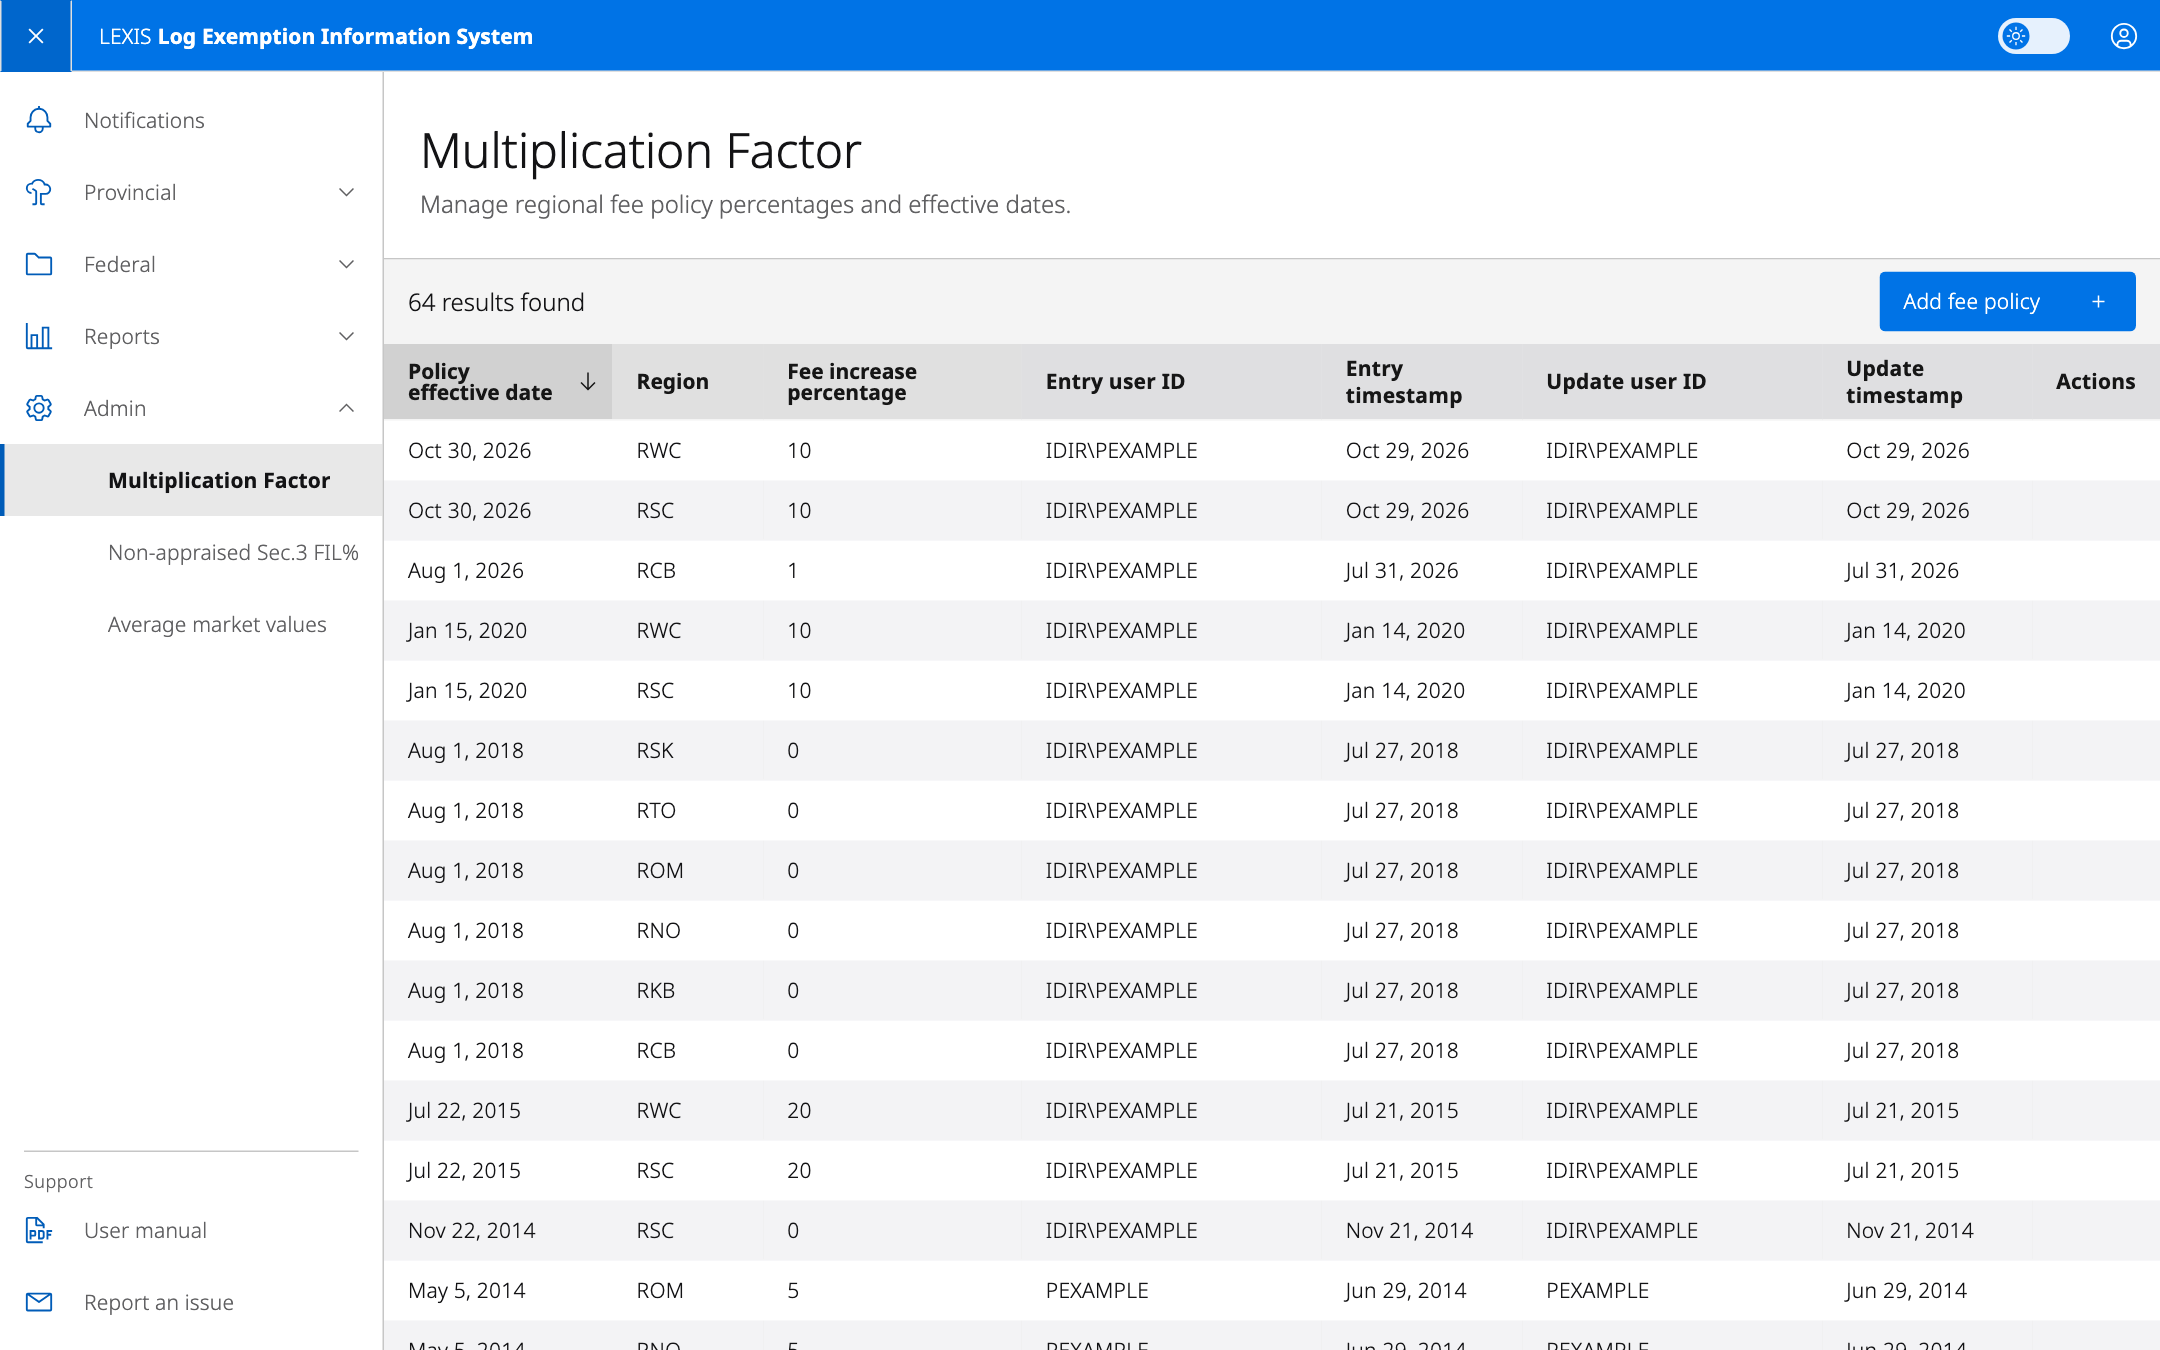 LEXIS Log Exemption Information System
Notifications
Provincial
Federal
Reports
Admin
Multiplication Factor
Non-appraised Sec.3 FIL%
Average market values
Support
PDF
User manual
Report an issue
Multiplication Factor
Manage regional fee policy percentages and effective dates.
64 results found
Add fee policy +
Policy effective date Region Fee increase percentage Entry user ID Entry timestamp Update user ID Update timestamp Actions
Oct 30, 2026 RWC 10 IDIR\PEXAMPLE Oct 29, 2026 IDIR\PEXAMPLE Oct 29, 2026
Oct 30, 2026 RSC 10 IDIR\PEXAMPLE Oct 29, 2026 IDIR\PEXAMPLE Oct 29, 2026
Aug 1, 2026 RCB 1 IDIR\PEXAMPLE Jul 31, 2026 IDIR\PEXAMPLE Jul 31, 2026
Jan 15, 2020 RWC 10 IDIR\PEXAMPLE Jan 14, 2020 IDIR\PEXAMPLE Jan 14, 2020
Jan 15, 2020 RSC 10 IDIR\PEXAMPLE Jan 14, 2020 IDIR\PEXAMPLE Jan 14, 2020
Aug 1, 2018 RSK 0 IDIR\PEXAMPLE Jul 27, 2018 IDIR\PEXAMPLE Jul 27, 2018
Aug 1, 2018 RTO 0 IDIR\PEXAMPLE Jul 27, 2018 IDIR\PEXAMPLE Jul 27, 2018
Aug 1, 2018 ROM 0 IDIR\PEXAMPLE Jul 27, 2018 IDIR\PEXAMPLE Jul 27, 2018
Aug 1, 2018 RNO 0 IDIR\PEXAMPLE Jul 27, 2018 IDIR\PEXAMPLE Jul 27, 2018
Aug 1, 2018 RKB 0 IDIR\PEXAMPLE Jul 27, 2018 IDIR\PEXAMPLE Jul 27, 2018
Aug 1, 2018 RCB 0 IDIR\PEXAMPLE Jul 27, 2018 IDIR\PEXAMPLE Jul 27, 2018
Jul 22, 2015 RWC 20 IDIR\PEXAMPLE Jul 21, 2015 IDIR\PEXAMPLE Jul 21, 2015
Jul 22, 2015 RSC 20 IDIR\PEXAMPLE Jul 21, 2015 IDIR\PEXAMPLE Jul 21, 2015
Nov 22, 2014 RSC 0 IDIR\PEXAMPLE Nov 21, 2014 IDIR\PEXAMPLE Nov 21, 2014
May 5, 2014 ROM 5 PEXAMPLE Jun 29, 2014 PEXAMPLE Jun 29, 2014
May 5, 2014 RNO 5 PEXAMPLE Jun 29, 2014 PEXAMPLE Jun 29, 2014